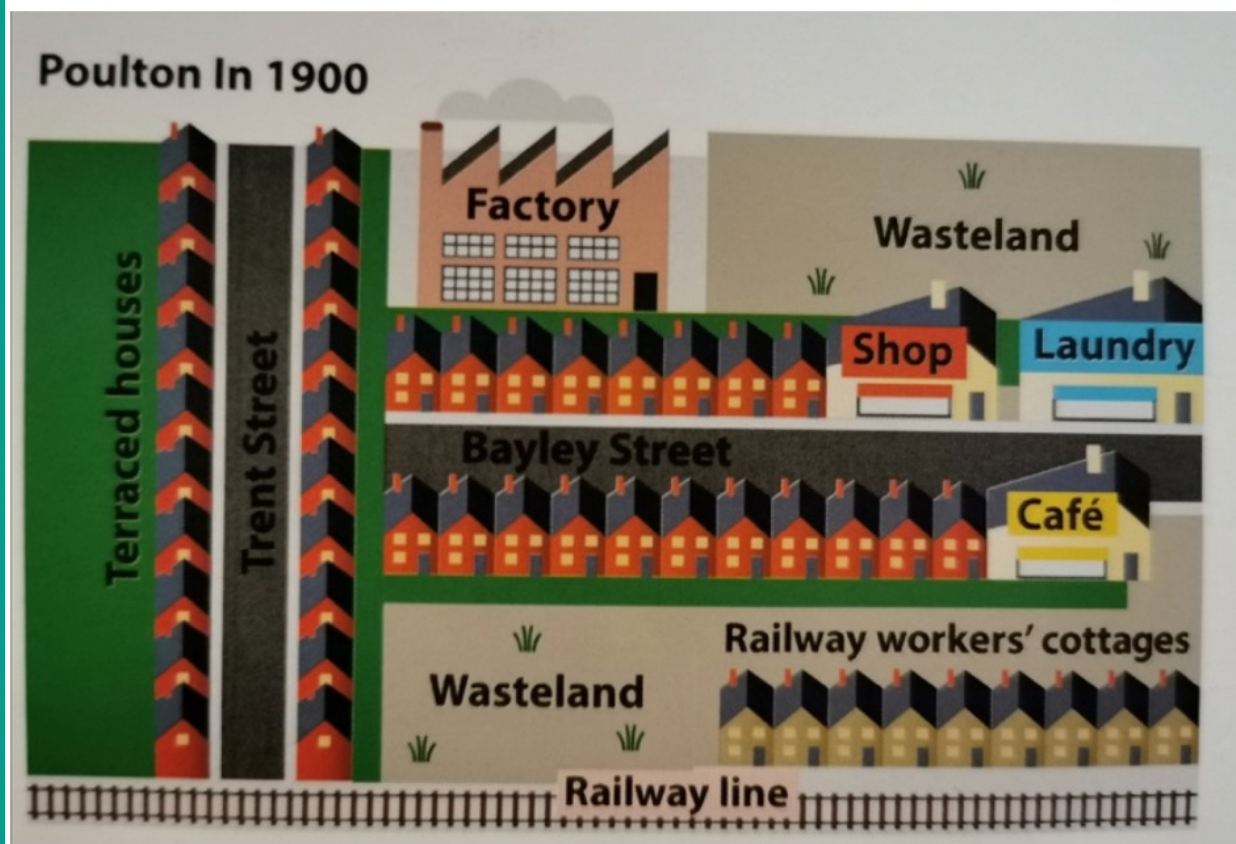 Poulton In 1900
Factory
Wasteland
Terraced houses
Trent Street
Shop
Laundry
Bayley Street
Café
Railway workers' cottages
Wasteland
Railway line